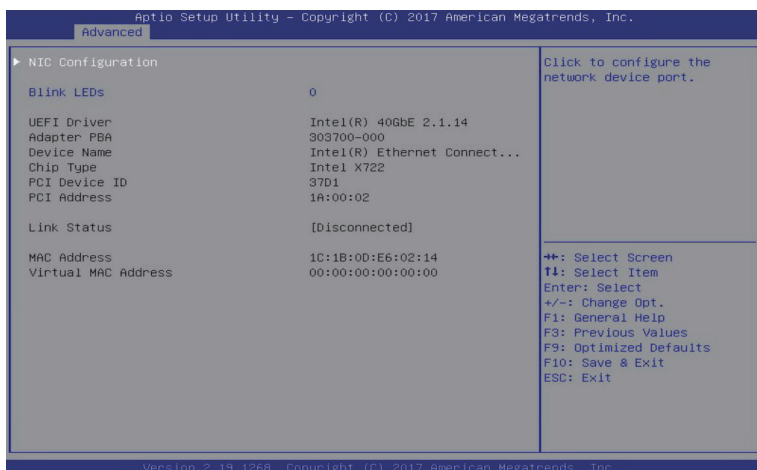 Aptio Setup Utility – Copyright (C) 2017 American Megatrends, Inc.
Advanced
▶ NIC Configuration
Blink LEDs 0
UEFI Driver Intel(R) 40GbE 2.1.14
Adapter PBA 303700-000
Device Name Intel(R) Ethernet Connect...
Chip Type Intel X722
PCI Device ID 37D1
PCI Address 1A:00:02
Link Status [Disconnected]
MAC Address 1C:1B:0D:E6:02:14
Virtual MAC Address 00:00:00:00:00:00
Click to configure the
network device port.
→←: Select Screen
↑↓: Select Item
Enter: Select
+/-: Change Opt.
F1: General Help
F3: Previous Values
F9: Optimized Defaults
F10: Save & Exit
ESC: Exit
Version 2.19.1268. Copyright (C) 2017 American Megatrends, Inc.